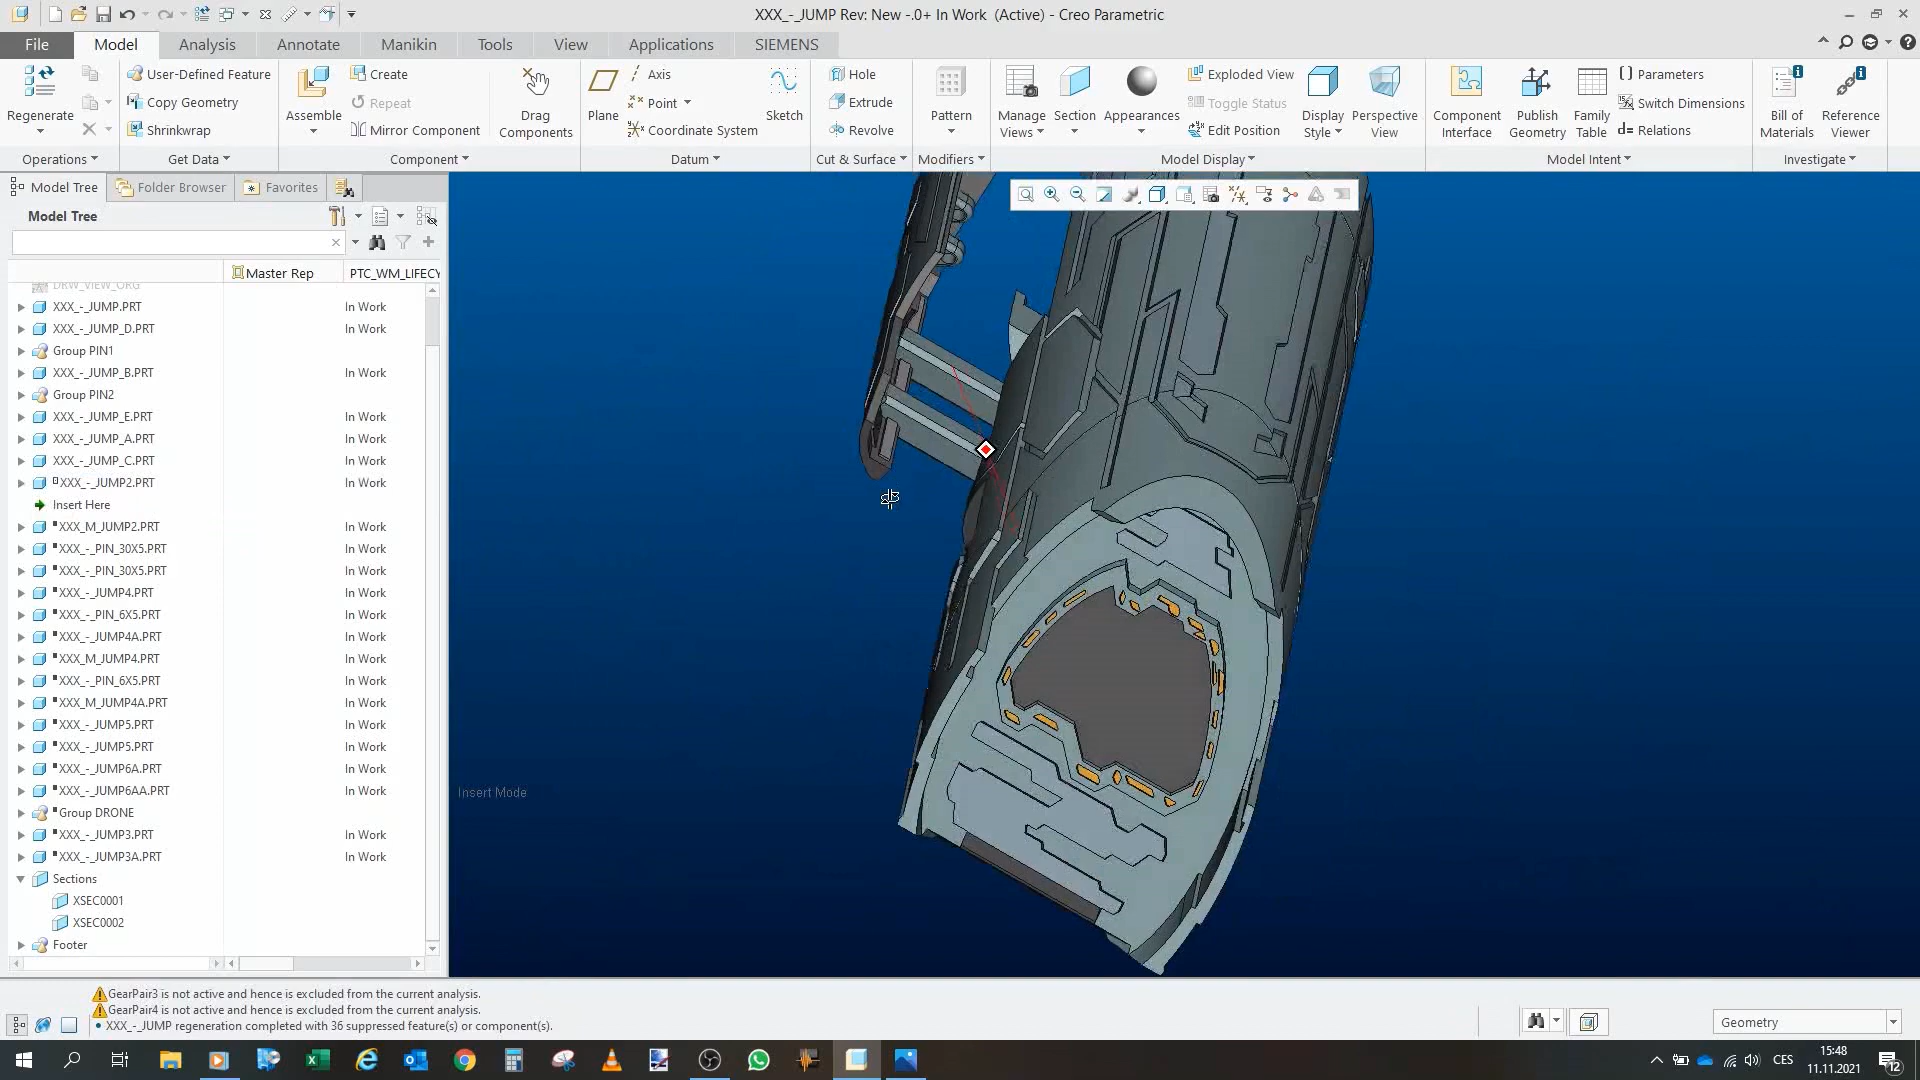 XXX_-_JUMP Rev: New -.0+ In Work (Active) - Creo Parametric
File Model Analysis Annotate Manikin Tools View Applications SIEMENS
Regenerate
User-Defined Feature
Copy Geometry
Shrinkwrap
Assemble
Create
Repeat
Mirror Component
Drag Components
Plane
Axis
Point
Coordinate System
Sketch
Hole
Extrude
Revolve
Pattern
Manage Views
Section
Appearances
Exploded View
Toggle Status
Edit Position
Display Style
Perspective View
Component Interface
Publish Geometry
Family Table
Parameters
Switch Dimensions
Relations
Bill of Materials
Reference Viewer
Operations Get Data Component Datum Cut & Surface Modifiers Model Display Model Intent Investigate
Model Tree Folder Browser Favorites
Model Tree
Master Rep PTC_WM_LIFECY
DRW_VIEW_ORG
XXX_-_JUMP.PRT In Work
XXX_-_JUMP_D.PRT In Work
Group PIN1
XXX_-_JUMP_B.PRT In Work
Group PIN2
XXX_-_JUMP_E.PRT In Work
XXX_-_JUMP_A.PRT In Work
XXX_-_JUMP_C.PRT In Work
XXX_-_JUMP2.PRT In Work
Insert Here
XXX_M_JUMP2.PRT In Work
XXX_-_PIN_30X5.PRT In Work
XXX_-_PIN_30X5.PRT In Work
XXX_-_JUMP4.PRT In Work
XXX_-_PIN_6X5.PRT In Work
XXX_-_JUMP4A.PRT In Work
XXX_M_JUMP4.PRT In Work
XXX_-_PIN_6X5.PRT In Work
XXX_M_JUMP4A.PRT In Work
XXX_-_JUMP5.PRT In Work
XXX_-_JUMP5.PRT In Work
XXX_-_JUMP6A.PRT In Work
XXX_-_JUMP6AA.PRT In Work
Group DRONE
XXX_-_JUMP3.PRT In Work
XXX_-_JUMP3A.PRT In Work
Sections
XSEC0001
XSEC0002
Footer
Insert Mode
GearPair3 is not active and hence is excluded from the current analysis.
GearPair4 is not active and hence is excluded from the current analysis.
• XXX_-_JUMP regeneration completed with 36 suppressed feature(s) or component(s).
Geometry
CES
15:48
11.11.2021
12